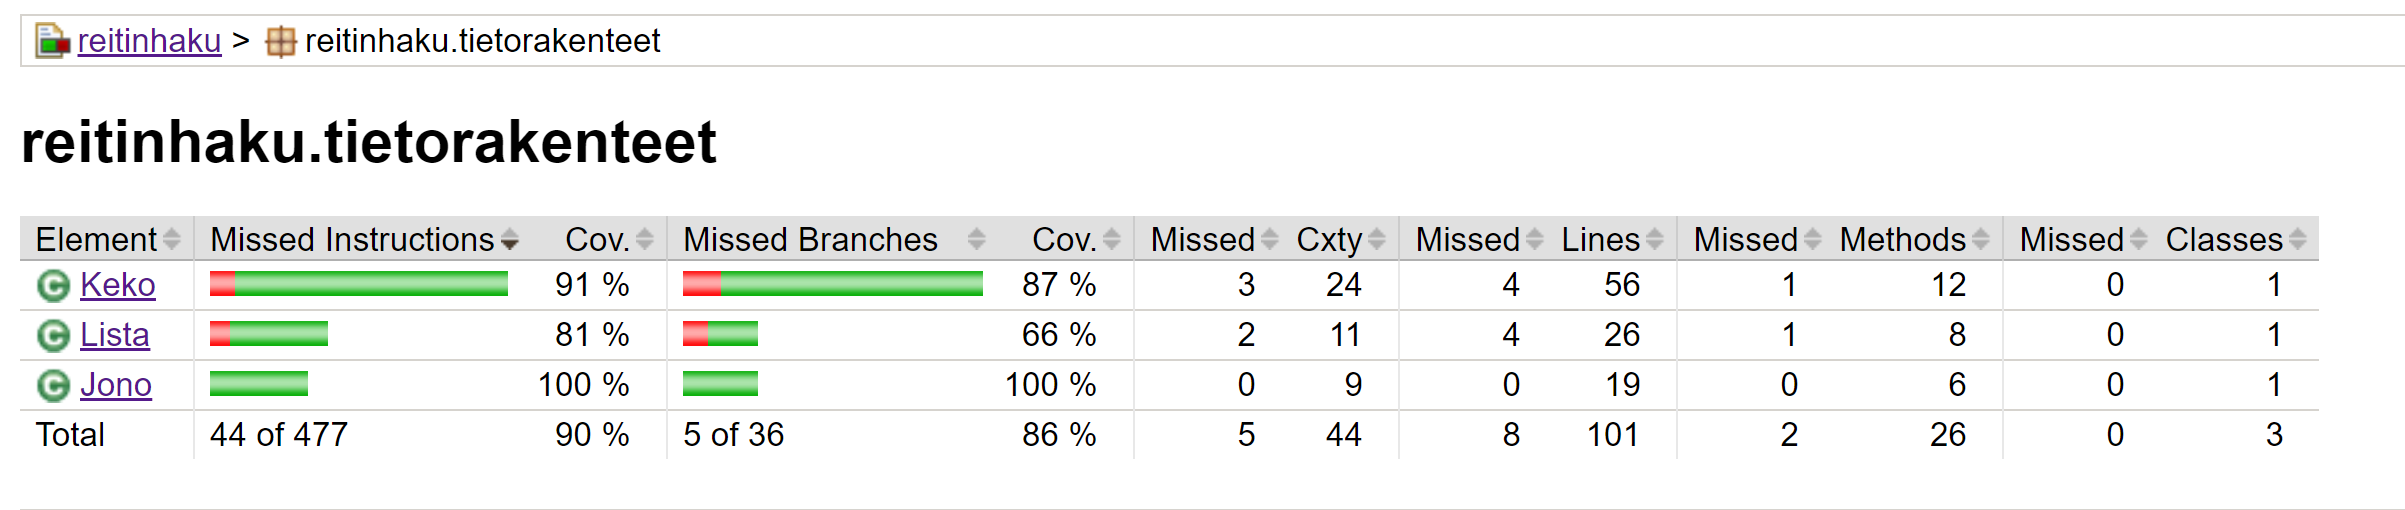 reitinhaku > reitinhaku.tietorakenteet
reitinhaku.tietorakenteet
Element Missed Instructions Cov. Missed Branches Cov. Missed Cxty Missed Lines Missed Methods Missed Classes
Keko 91 % 87 % 3 24 4 56 1 12 0 1
Lista 81 % 66 % 2 11 4 26 1 8 0 1
Jono 100 % 100 % 0 9 0 19 0 6 0 1
Total 44 of 477 90 % 5 of 36 86 % 5 44 8 101 2 26 0 3